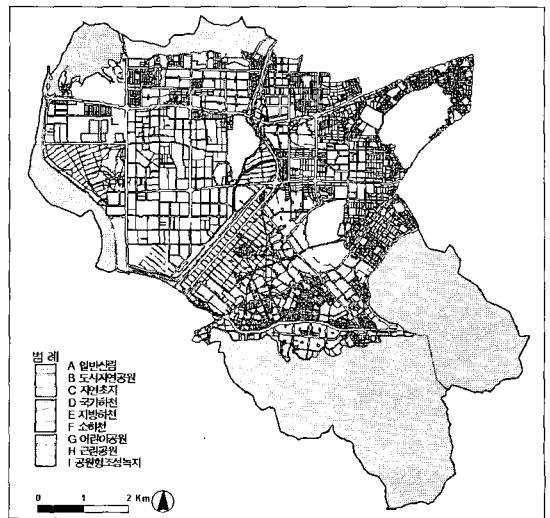 범 례
A 일반산림
B 도시자연공원
C 자연초지
D 국가하천
E 지방하천
F 소하천
G 어린이공원
H 근린공원
I 공원형조성녹지
0 1 2 Km